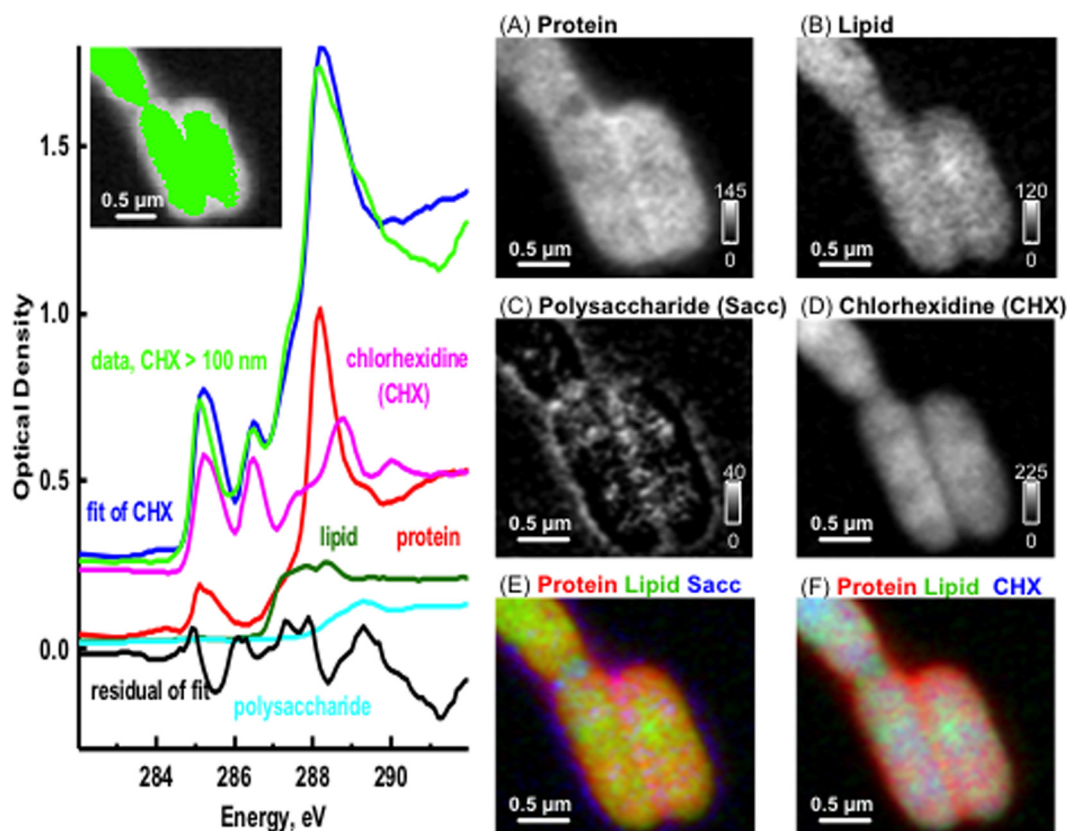 0.5 µm
1.5
1.0
0.5
0.0
Optical Density
data, CHX > 100 nm
chlorhexidine
(CHX)
fit of CHX
lipid
protein
residual of fit
polysaccharide
284 286 288 290
Energy, eV
(A) Protein
145
0
0.5 µm
(B) Lipid
120
0
0.5 µm
(C) Polysaccharide (Sacc)
40
0
0.5 µm
(D) Chlorhexidine (CHX)
225
0
0.5 µm
(E) Protein Lipid Sacc
0.5 µm
(F) Protein Lipid CHX
0.5 µm